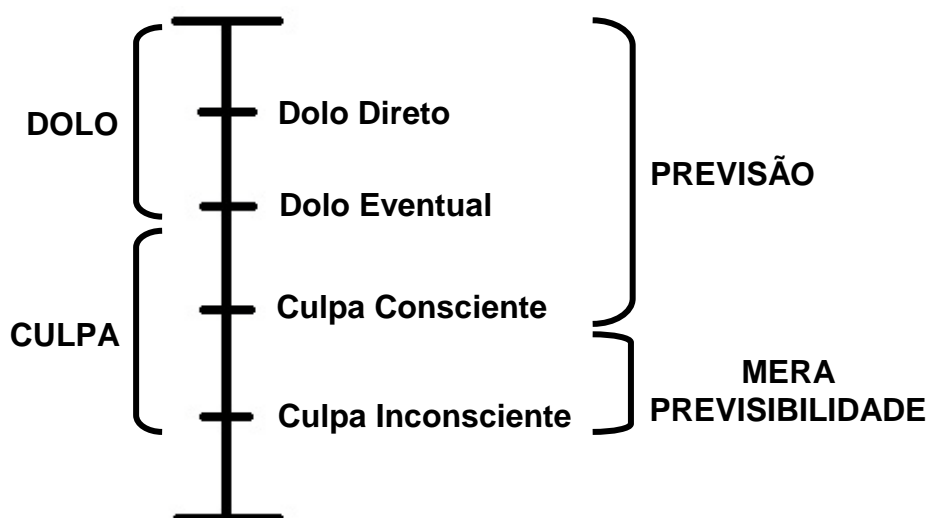 DOLO
Dolo Direto
Dolo Eventual
PREVISÃO
CULPA
Culpa Consciente
Culpa Inconsciente
MERA
PREVISIBILIDADE